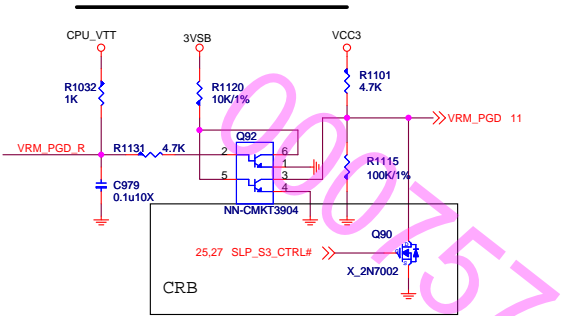 CPU_VTT
3VSB
VCC3
R1032
1K
R1120
10K/1%
R1101
4.7K
VRM_PGD 11
Q92
VRM_PGD_R
R1131 4.7K
2
6
1
5
3
4
R1115
100K/1%
C979
0.1u10X
NN-CMKT3904
Q90
25,27 SLP_S3_CTRL#
X_2N7002
CRB